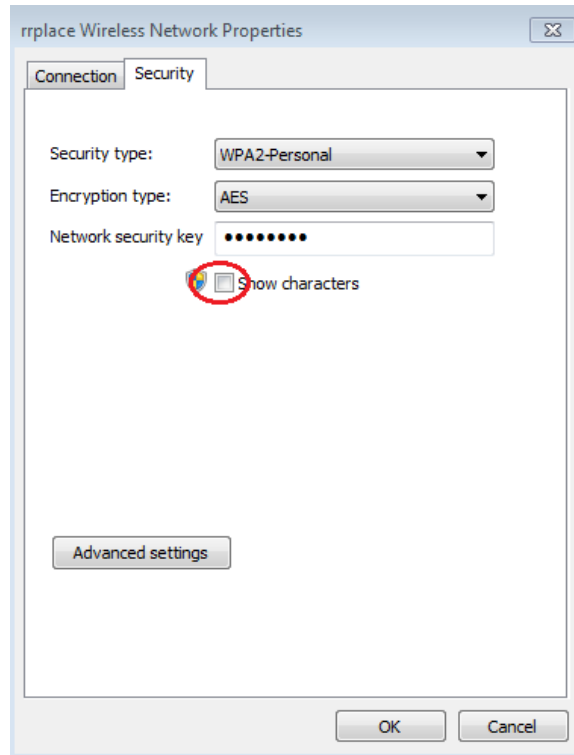 rrplace Wireless Network Properties
Connection Security
Security type: WPA2-Personal
Encryption type: AES
Network security key ●●●●●●●●
Show characters
Advanced settings
OK Cancel